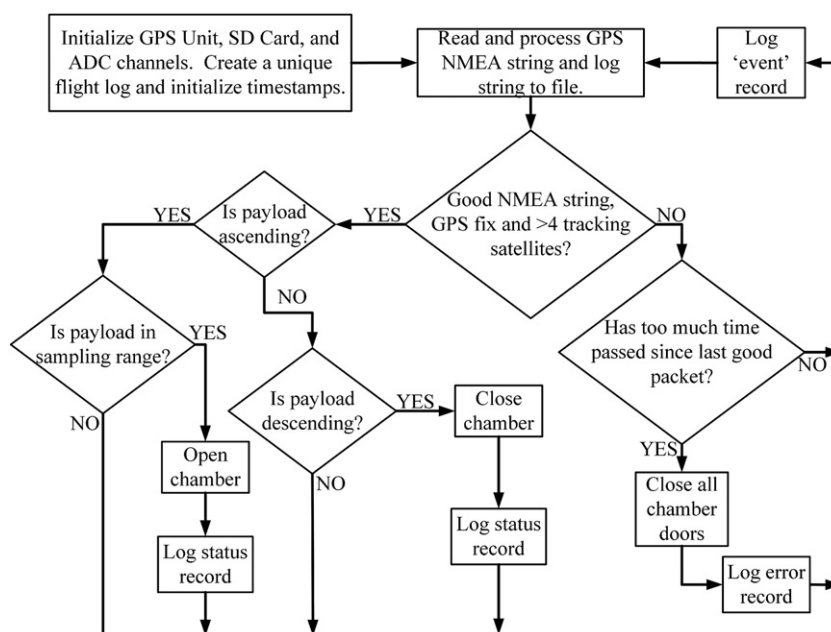 Initialize GPS Unit, SD Card, and
ADC channels. Create a unique
flight log and initialize timestamps.
Read and process GPS
NMEA string and log
string to file.
Log
‘event’
record
Good NMEA string,
GPS fix and >4 tracking
satellites?
YES
NO
Is payload
ascending?
YES
NO
Is payload in
sampling range?
YES
NO
Open
chamber
Log status
record
Is payload
descending?
YES
NO
Close
chamber
Log status
record
Has too much time
passed since last good
packet?
NO
YES
Close all
chamber
doors
Log error
record